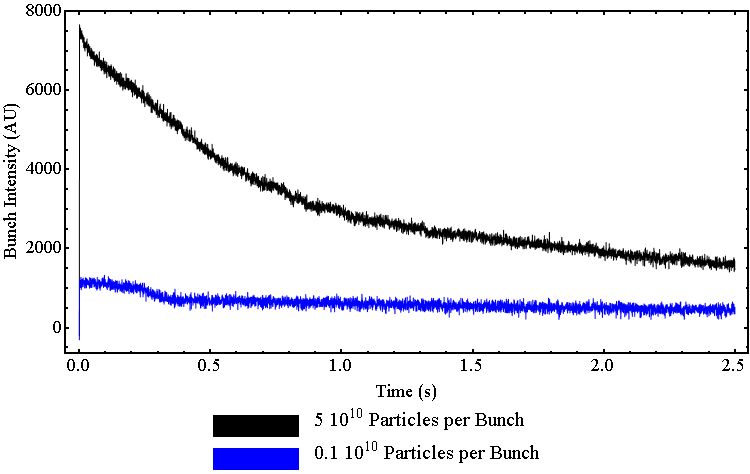 8000
6000
4000
2000
0
Bunch Intensity (AU)
0.0 0.5 1.0 1.5 2.0 2.5
Time (s)
5 10^10 Particles per Bunch
0.1 10^10 Particles per Bunch